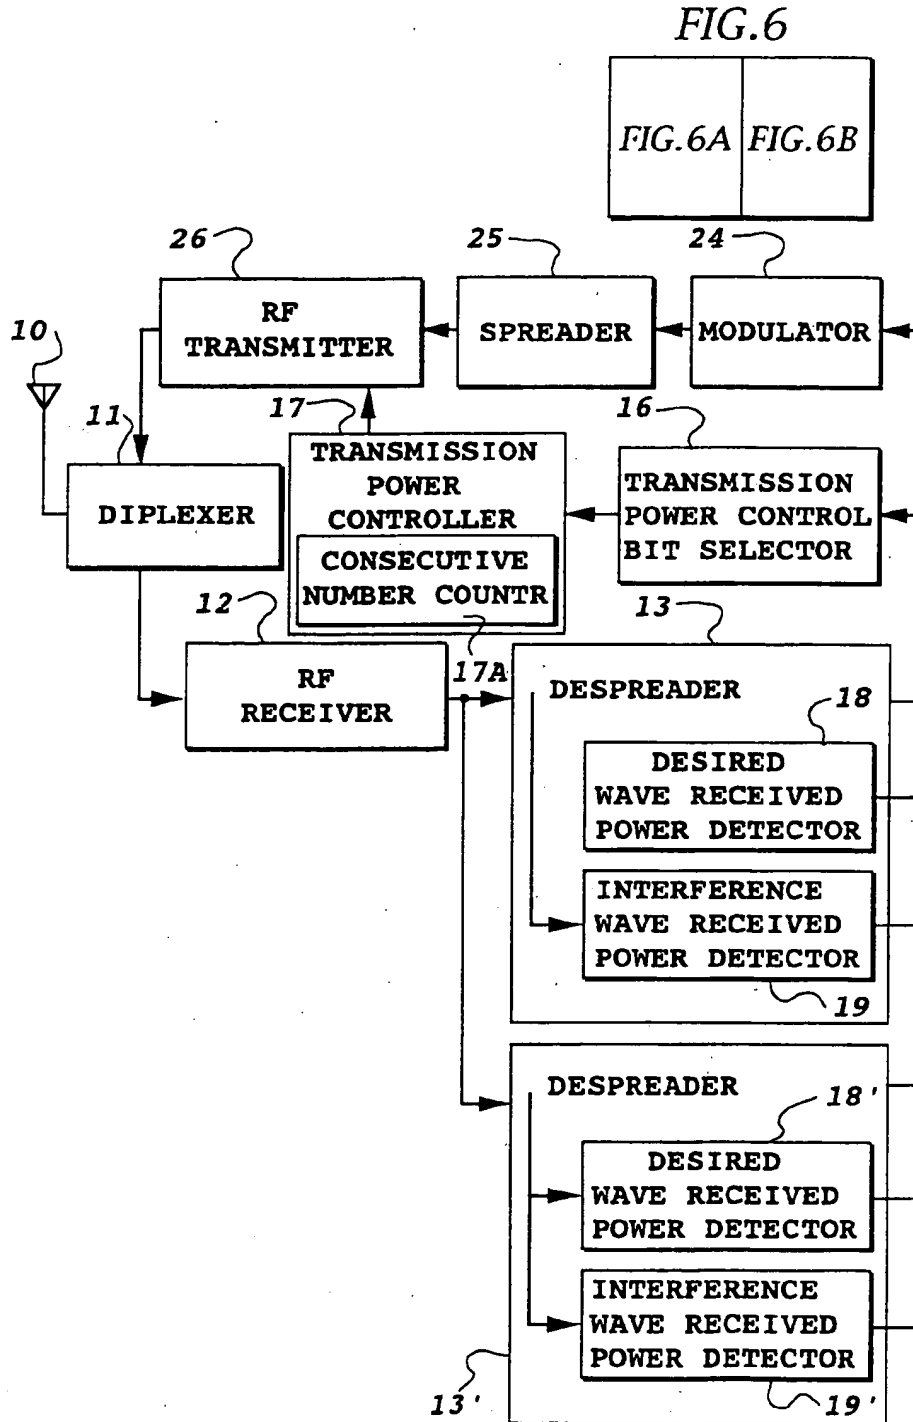 FIG.6
FIG.6A FIG.6B
26
25
24
RF
TRANSMITTER
SPREADER
MODULATOR
10
11
17
16
DIPLEXER
TRANSMISSION
POWER
CONTROLLER
CONSECUTIVE
NUMBER COUNTR
TRANSMISSION
POWER CONTROL
BIT SELECTOR
12
17A
13
RF
RECEIVER
DESPREADER
18
DESIRED
WAVE RECEIVED
POWER DETECTOR
INTERFERENCE
WAVE RECEIVED
POWER DETECTOR
19
DESPREADER
18'
DESIRED
WAVE RECEIVED
POWER DETECTOR
INTERFERENCE
WAVE RECEIVED
POWER DETECTOR
13'
19'